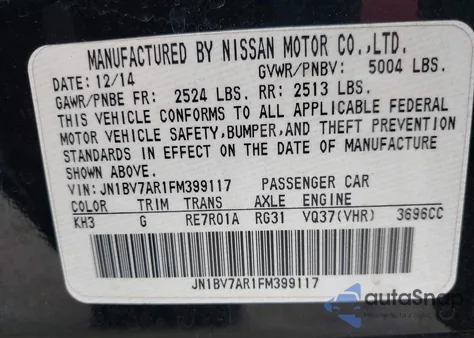 MANUFACTURED BY NISSAN MOTOR CO.,LTD.
DATE: 12/14 GVWR/PNBV: 5004 LBS.
GAWR/PNBE FR: 2524 LBS. RR: 2513 LBS.
THIS VEHICLE CONFORMS TO ALL APPLICABLE FEDERAL
MOTOR VEHICLE SAFETY,BUMPER,AND THEFT PREVENTION
STANDARDS IN EFFECT ON THE DATE OF MANUFACTURE
SHOWN ABOVE.
VIN: JN1BV7AR1FM399117 PASSENGER CAR
COLOR TRIM TRANS AXLE ENGINE
KH3 G RE7R01A RG31 VQ37(VHR) 3696CC
JN1BV7AR1FM399117
autoSnap